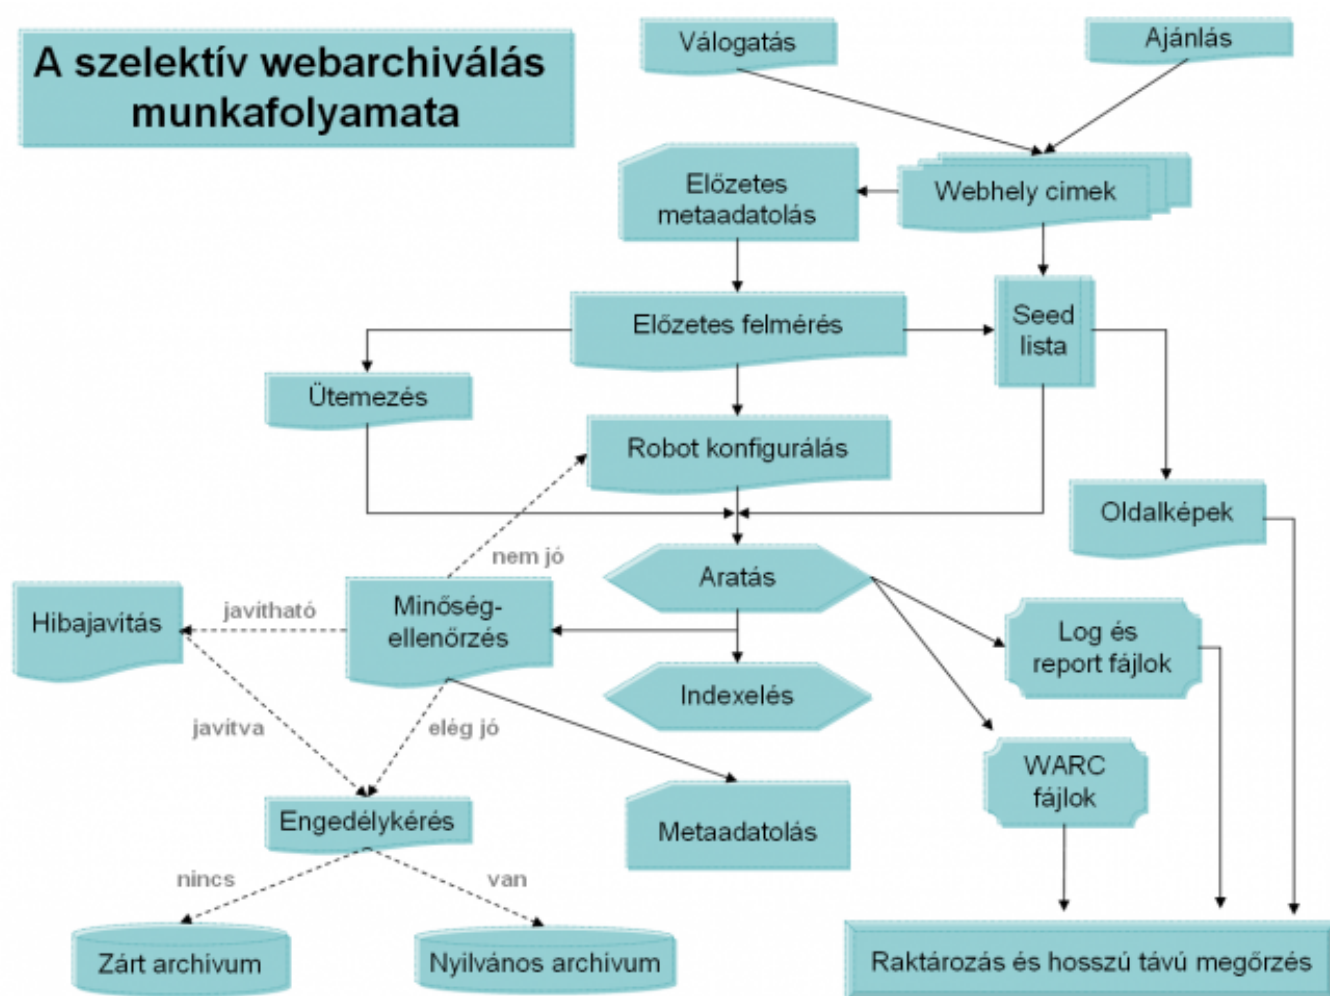 A szelektív webarchiválás
munkafolyamata
Válogatás
Ajánlás
Előzetes
metaadatolás
Webhely címek
Előzetes felmérés
Seed
lista
Ütemezés
Robot konfigurálás
Oldalképek
nem jó
Aratás
javítható
Hibajavítás
Minőség-
ellenőrzés
Log és
report fájlok
Indexelés
javítva
elég jó
WARC
fájlok
Engedélykérés
Metaadatolás
nincs
van
Zárt archívum
Nyilvános archívum
Raktározás és hosszú távú megőrzés